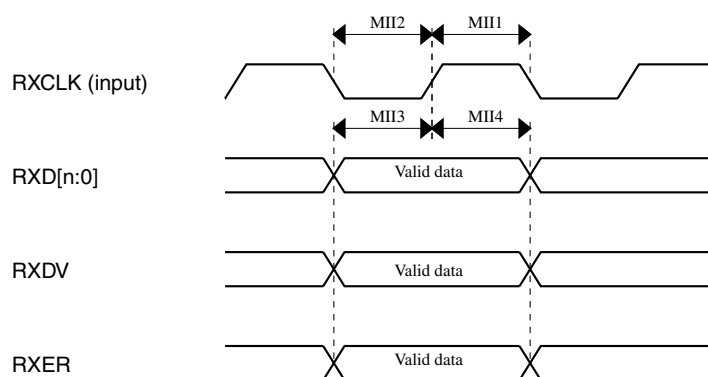 MII2 MII1
RXCLK (input)
MII3 MII4
RXD[n:0] Valid data
RXDV Valid data
RXER Valid data